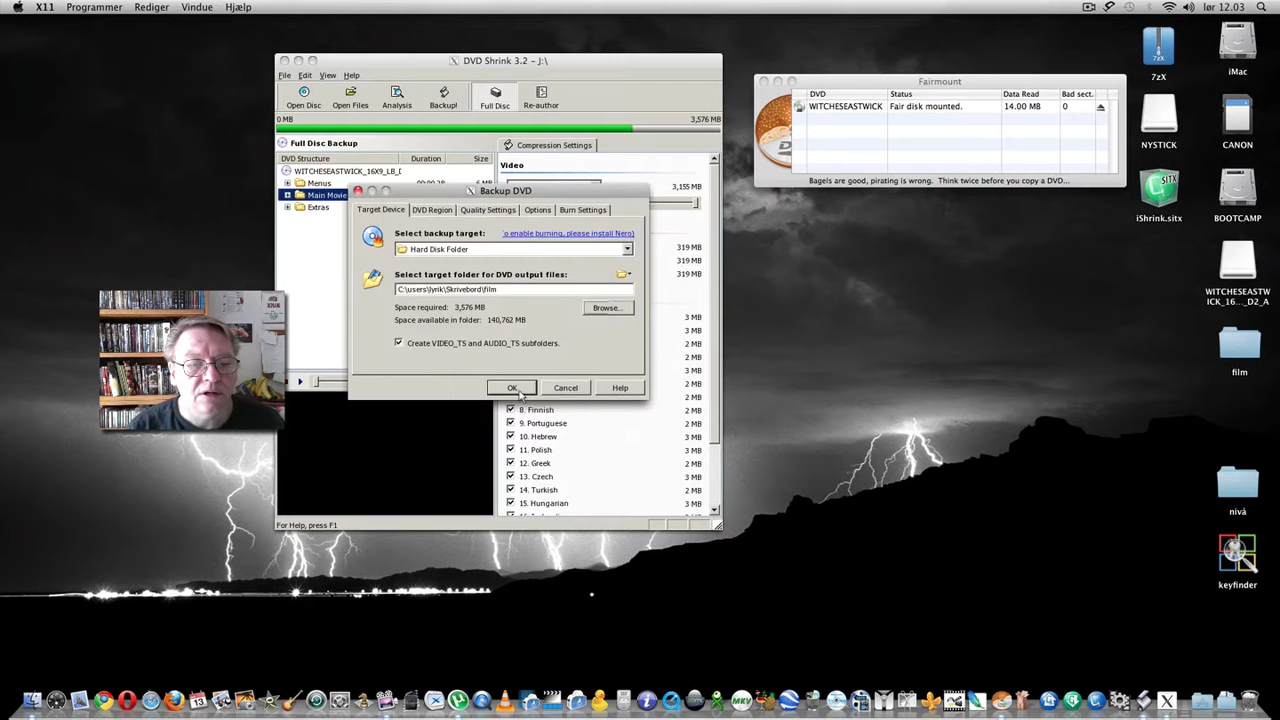 X11 Programmer Rediger Vindue Hjælp
lør 12.03
DVD Shrink 3.2 - J:\
File Edit View Help
Open Disc Open Files Analysis Backup! Full Disc Re-author
0 MB 3,576 MB
Full Disc Backup
Compression Settings
DVD Structure Duration Size
Video
WITCHESEASTWICK_16X9_LB_D
Menus
3,155 MB
Main Movie
Extras
319 MB
319 MB
319 MB
3 MB
3 MB
3 MB
2 MB
2 MB
3 MB
2 MB
8. Finnish 2 MB
9. Portuguese 2 MB
10. Hebrew 3 MB
11. Polish 2 MB
12. Greek 2 MB
13. Czech 2 MB
14. Turkish 2 MB
15. Hungarian 3 MB
For Help, press F1
Backup DVD
Target Device DVD Region Quality Settings Options Burn Settings
Select backup target: o enable burning, please install Nero)
Hard Disk Folder
Select target folder for DVD output files:
C:\users\lyrik\Skrivebord\film
Space required: 3,576 MB
Browse...
Space available in folder: 140,762 MB
Create VIDEO_TS and AUDIO_TS subfolders.
OK Cancel Help
Fairmount
DVD Status Data Read Bad sect.
WITCHESEASTWICK Fair disk mounted. 14.00 MB 0
Bagels are good, pirating is wrong. Think twice before you copy a DVD...
7zX
iMac
NYSTICK
CANON
iShrink.sitx
BOOTCAMP
WITCHESEASTWI
CK_16..._D2_A
film
nivå
keyfinder